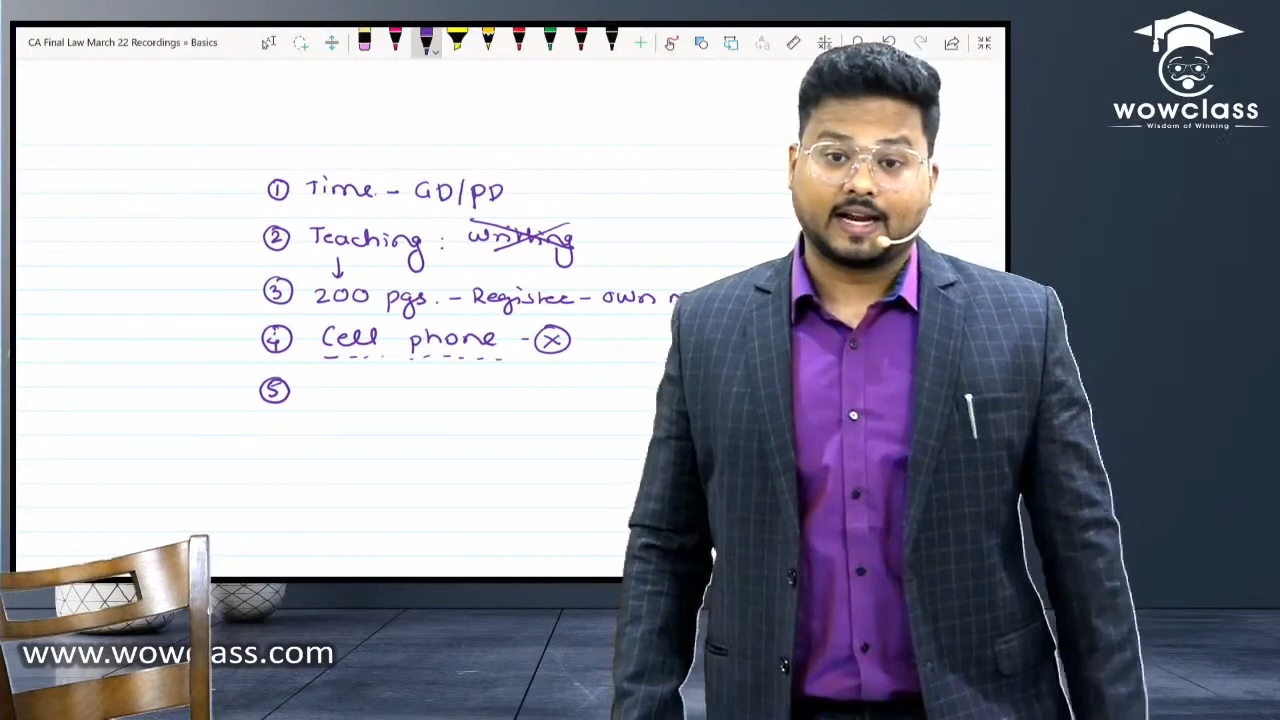 CA Final Law March 22 Recordings » Basics
wowclass
Wisdom of Winning
① Time - GD/PD
② Teaching : writting
③ 200 pgs. - Register - own
④ Cell phone - ⓧ
⑤
www.wowclass.com